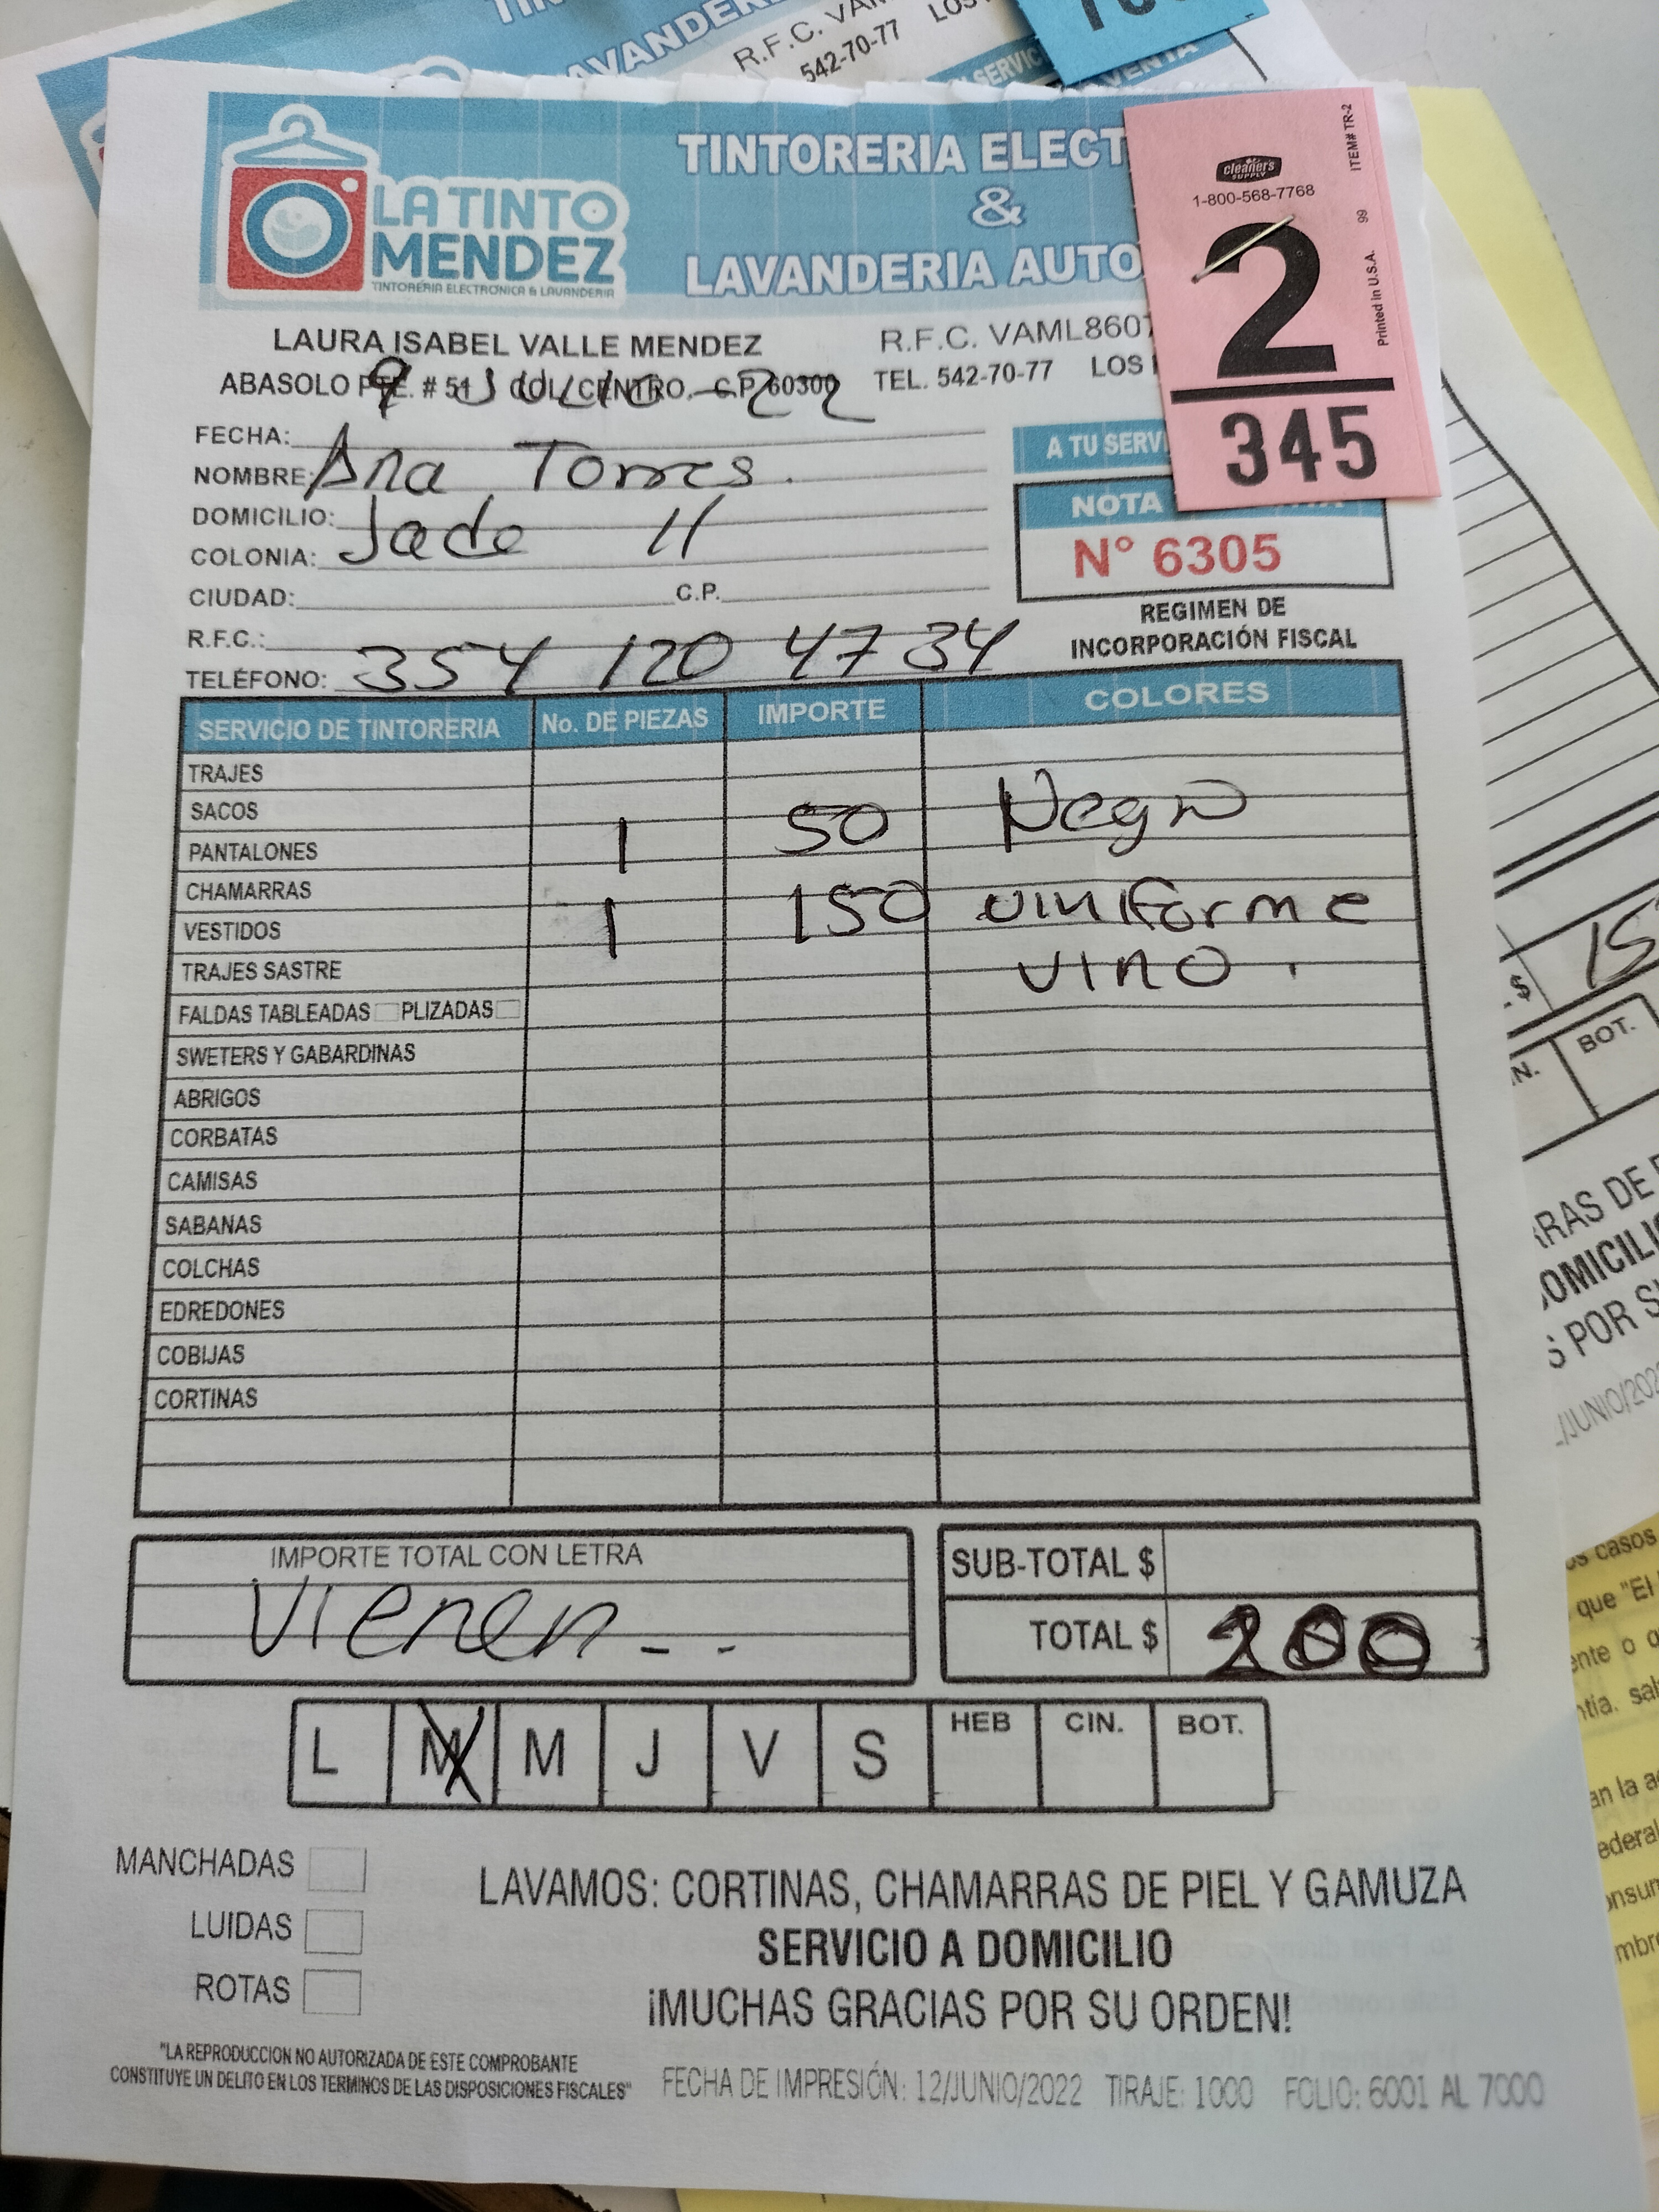 TIN
LAVANDER
R.F.C. VAM
542-70-77 LOS
SERVIC
VENTA
TINTORERIA ELECT
&
LAVANDERIA AUTO
LA TINTO
MENDEZ
TINTORERIA ELECTRONICA & LAVANDERIA
cleaner's
SUPPLY
1-800-568-7768
ITEM# TR-2
99
Printed in U.S.A.
2
345
LAURA ISABEL VALLE MENDEZ R.F.C. VAML8607
ABASOLO PTE. # 51 COL. CENTRO, C.P. 60300 TEL. 542-70-77 LOS
9 Julio - 22
FECHA:
NOMBRE: Ana Torres.
DOMICILIO:
COLONIA: Jade 11
CIUDAD: C.P.
R.F.C.:
TELÉFONO: 354 120 47 34
A TU SERVI
NOTA
N° 6305
REGIMEN DE
INCORPORACIÓN FISCAL
SERVICIO DE TINTORERIA No. DE PIEZAS IMPORTE COLORES
TRAJES
SACOS
PANTALONES 1 50 Negro
CHAMARRAS
VESTIDOS 1 150 uniforme
TRAJES SASTRE vino.
FALDAS TABLEADAS PLIZADAS
SWETERS Y GABARDINAS
ABRIGOS
CORBATAS
CAMISAS
SABANAS
COLCHAS
EDREDONES
COBIJAS
CORTINAS
IMPORTE TOTAL CON LETRA
Vienen - -
SUB-TOTAL $
TOTAL $ 200
L M M J V S HEB CIN. BOT.
MANCHADAS
LUIDAS
ROTAS
LAVAMOS: CORTINAS, CHAMARRAS DE PIEL Y GAMUZA
SERVICIO A DOMICILIO
¡MUCHAS GRACIAS POR SU ORDEN!
"LA REPRODUCCION NO AUTORIZADA DE ESTE COMPROBANTE
CONSTITUYE UN DELITO EN LOS TERMINOS DE LAS DISPOSICIONES FISCALES"
FECHA DE IMPRESIÓN: 12/JUNIO/2022 TIRAJE: 1000 FOLIO: 6001 AL 7000
$ 15
N. BOT.
RAS DE
OMICILI
POR S
/JUNIO/202
os casos
que "El
ente o
ntia. sal
an la a
edera
onsum
mbre